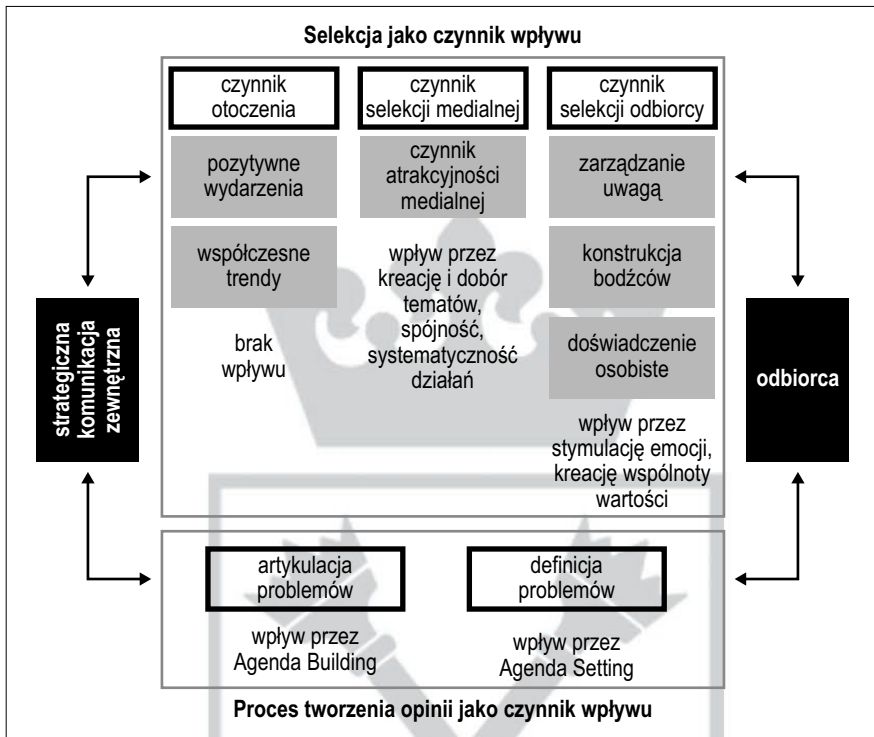 Selekcja jako czynnik wpływu
czynnik
otoczenia
czynnik
selekcji medialnej
czynnik
selekcji odbiorcy
pozytywne
wydarzenia
czynnik
atrakcyjności
medialnej
zarządzanie
uwagą
współczesne
trendy
wpływ przez
kreację i dobór
tematów,
spójność,
systematyczność
działań
konstrukcja
bodźców
brak
wpływu
doświadczenie
osobiste
wpływ przez
stymulację emocji,
kreację wspólnoty
wartości
strategiczna
komunikacja
zewnętrzna
odbiorca
artykulacja
problemów
definicja
problemów
wpływ przez
Agenda Building
wpływ przez
Agenda Setting
Proces tworzenia opinii jako czynnik wpływu